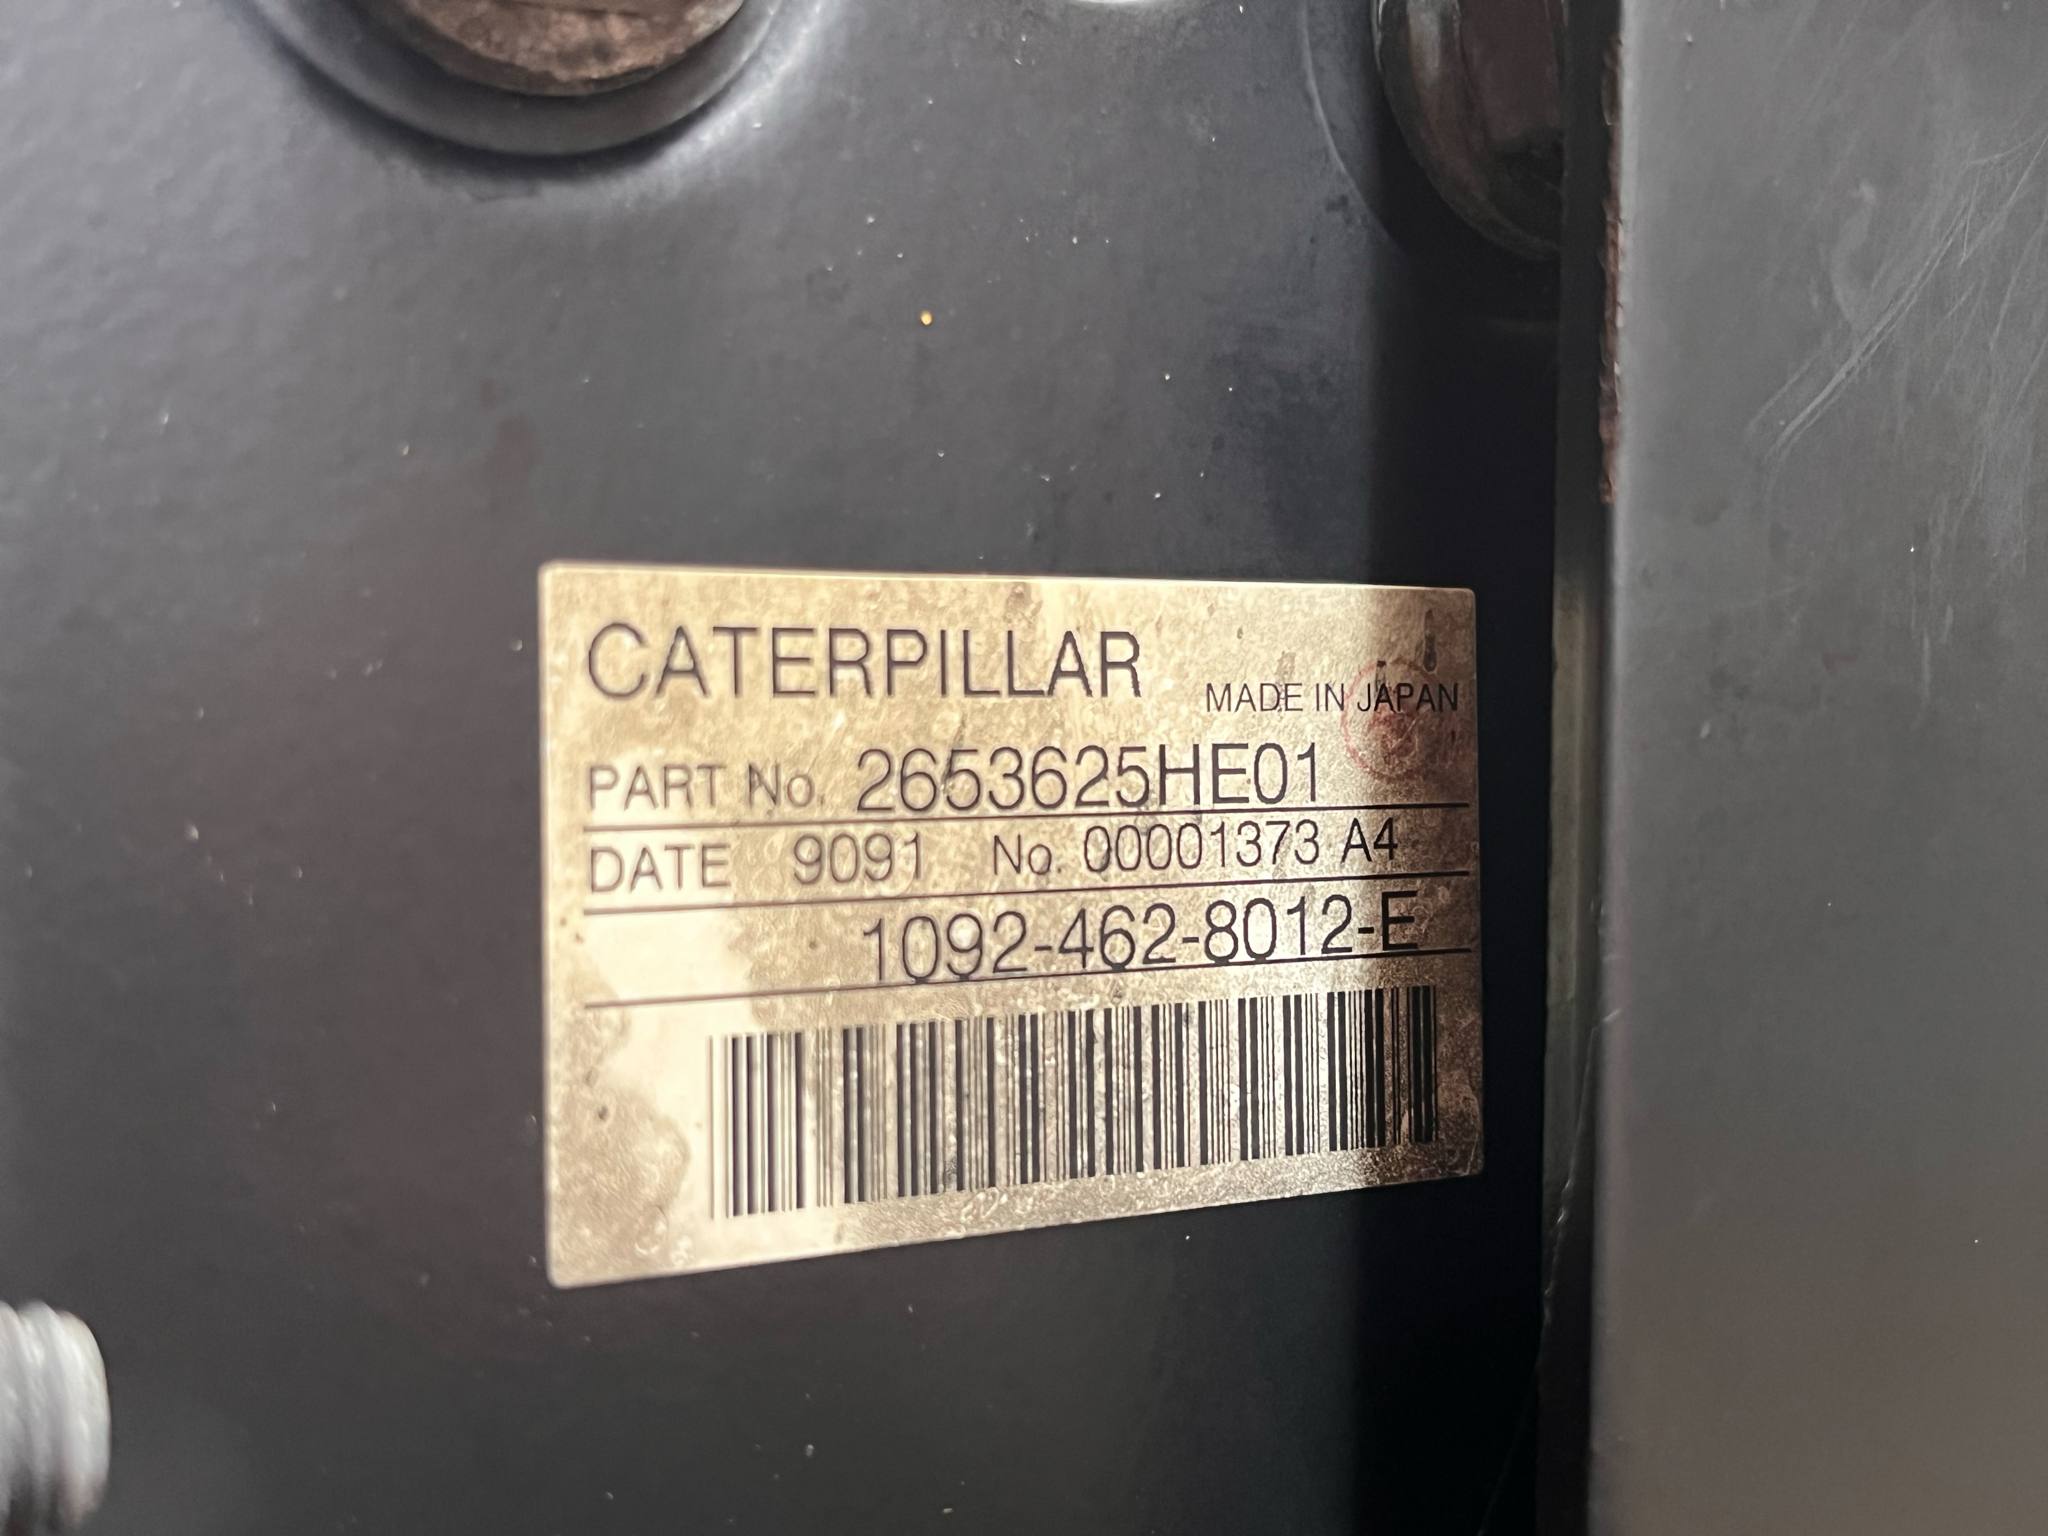 CATERPILLAR
MADE IN JAPAN
PART No. 2653625HE01
DATE 9091 No. 00001373 A4
1092-462-8012-E